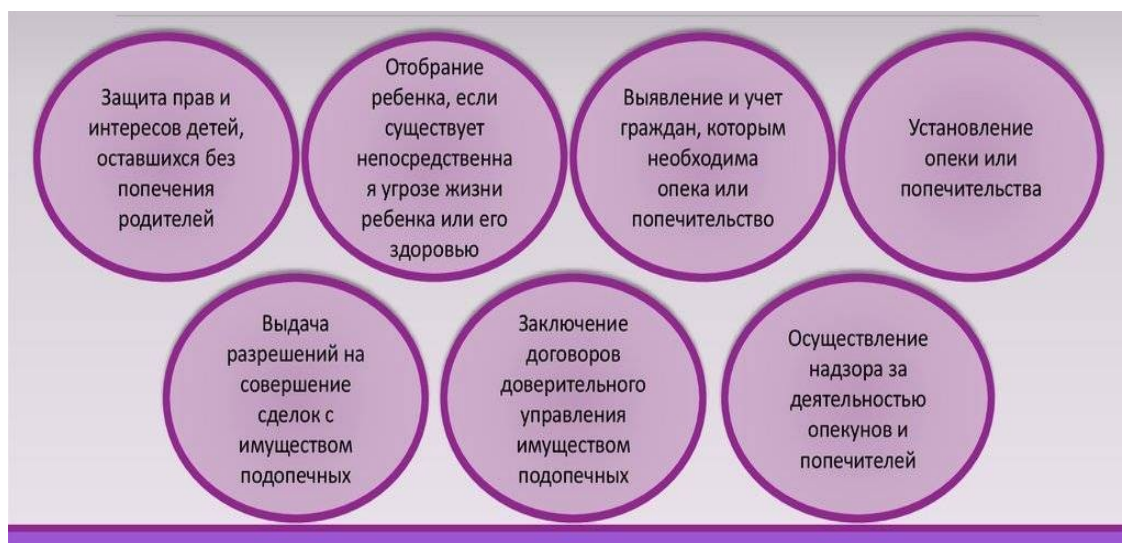 Защита прав и
интересов детей,
оставшихся без
попечения
родителей
Отобрание
ребенка, если
существует
непосредственна
я угрозе жизни
ребенка или его
здоровью
Выявление и учет
граждан, которым
необходима
опека или
попечительство
Установление
опеки или
попечительства
Выдача
разрешений на
совершение
сделок с
имуществом
подопечных
Заключение
договоров
доверительного
управления
имуществом
подопечных
Осуществление
надзора за
деятельностью
опекунов и
попечителей